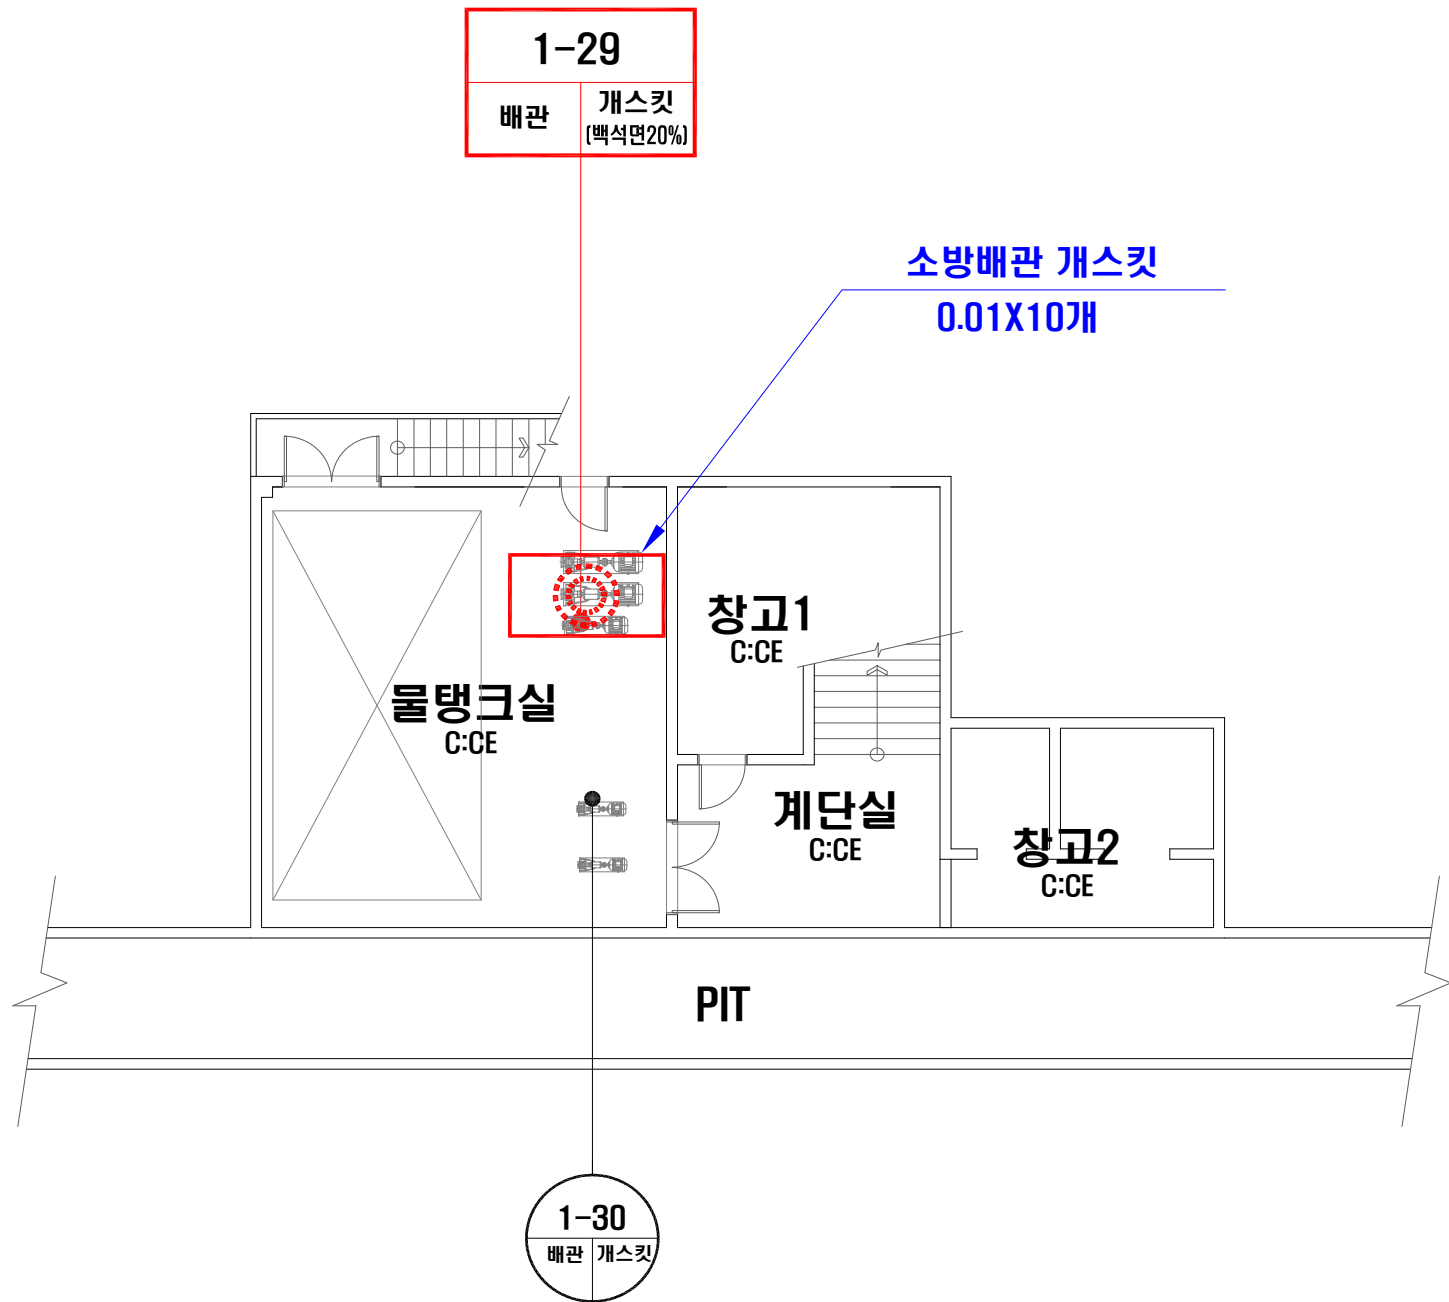 1-29
배관
개스킷
(백석면20%)
소방배관 개스킷
0.01X10개
창고1
C:CE
물탱크실
C:CE
계단실
C:CE
창고2
C:CE
PIT
1-30
배관
개스킷